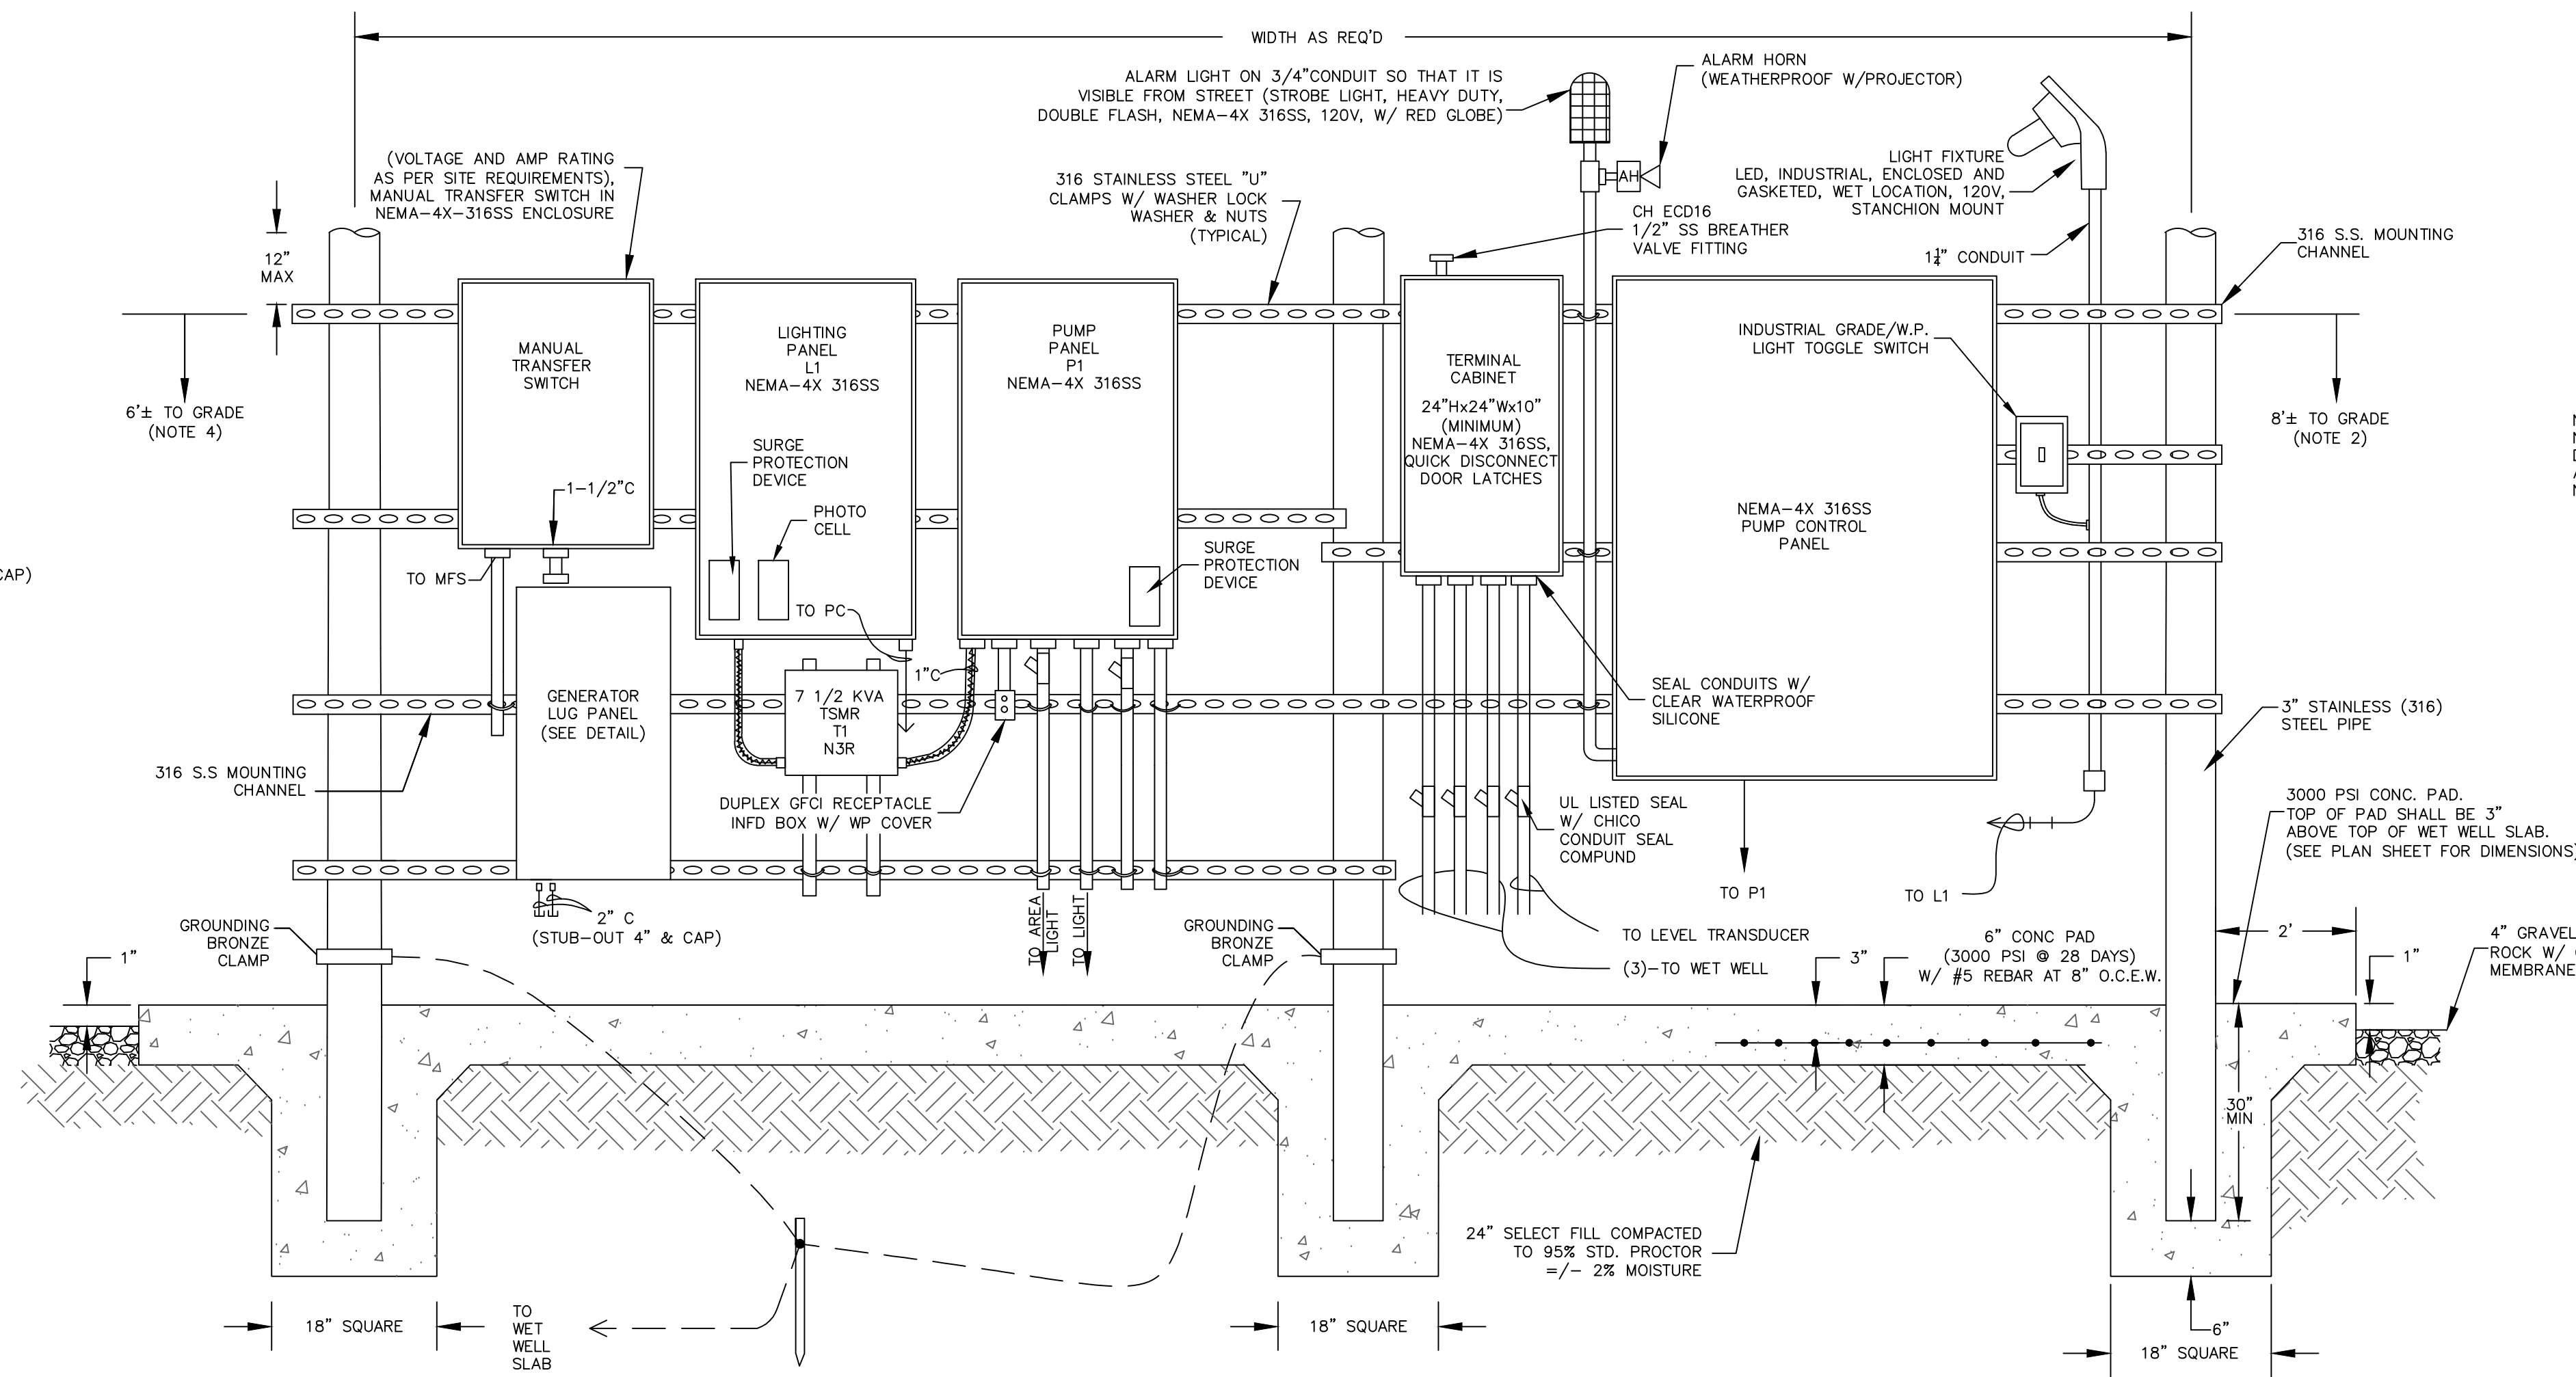 WIDTH AS REQ'D
ALARM LIGHT ON 3/4"CONDUIT SO THAT IT IS
VISIBLE FROM STREET (STROBE LIGHT, HEAVY DUTY,
DOUBLE FLASH, NEMA-4X 316SS, 120V, W/ RED GLOBE)
ALARM HORN
(WEATHERPROOF W/PROJECTOR)
AH
(VOLTAGE AND AMP RATING
AS PER SITE REQUIREMENTS),
MANUAL TRANSFER SWITCH IN
NEMA-4X-316SS ENCLOSURE
316 STAINLESS STEEL "U"
CLAMPS W/ WASHER LOCK
WASHER & NUTS
(TYPICAL)
CH ECD16
1/2" SS BREATHER
VALVE FITTING
LIGHT FIXTURE
LED, INDUSTRIAL, ENCLOSED AND
GASKETED, WET LOCATION, 120V,
STANCHION MOUNT
1¼" CONDUIT
316 S.S. MOUNTING
CHANNEL
12"
MAX
6'± TO GRADE
(NOTE 4)
MANUAL
TRANSFER
SWITCH
LIGHTING
PANEL
L1
NEMA-4X 316SS
PUMP
PANEL
P1
NEMA-4X 316SS
TERMINAL
CABINET
24"Hx24"Wx10"
(MINIMUM)
NEMA-4X 316SS,
QUICK DISCONNECT
DOOR LATCHES
INDUSTRIAL GRADE/W.P.
LIGHT TOGGLE SWITCH
8'± TO GRADE
(NOTE 2)
SURGE
PROTECTION
DEVICE
PHOTO
CELL
1-1/2"C
NEMA-4X 316SS
PUMP CONTROL
PANEL
SURGE
PROTECTION
DEVICE
CAP)
TO MFS
TO PC
1"C
GENERATOR
LUG PANEL
(SEE DETAIL)
7 1/2 KVA
TSMR
T1
N3R
SEAL CONDUITS W/
CLEAR WATERPROOF
SILICONE
3" STAINLESS (316)
STEEL PIPE
316 S.S MOUNTING
CHANNEL
DUPLEX GFCI RECEPTACLE
INFD BOX W/ WP COVER
UL LISTED SEAL
W/ CHICO
CONDUIT SEAL
COMPUND
3000 PSI CONC. PAD.
TOP OF PAD SHALL BE 3"
ABOVE TOP OF WET WELL SLAB.
(SEE PLAN SHEET FOR DIMENSIONS)
TO P1
TO L1
2" C
(STUB-OUT 4" & CAP)
TO AREA
LIGHT
TO LIGHT
GROUNDING
BRONZE
CLAMP
GROUNDING
BRONZE
CLAMP
TO LEVEL TRANSDUCER
(3)-TO WET WELL
6" CONC PAD
(3000 PSI @ 28 DAYS)
W/ #5 REBAR AT 8" O.C.E.W.
3"
2'
1"
1"
4" GRAVEL
ROCK W/
MEMBRANE
30"
MIN
24" SELECT FILL COMPACTED
TO 95% STD. PROCTOR
=/- 2% MOISTURE
18" SQUARE
TO
WET
WELL
SLAB
18" SQUARE
6"
18" SQUARE